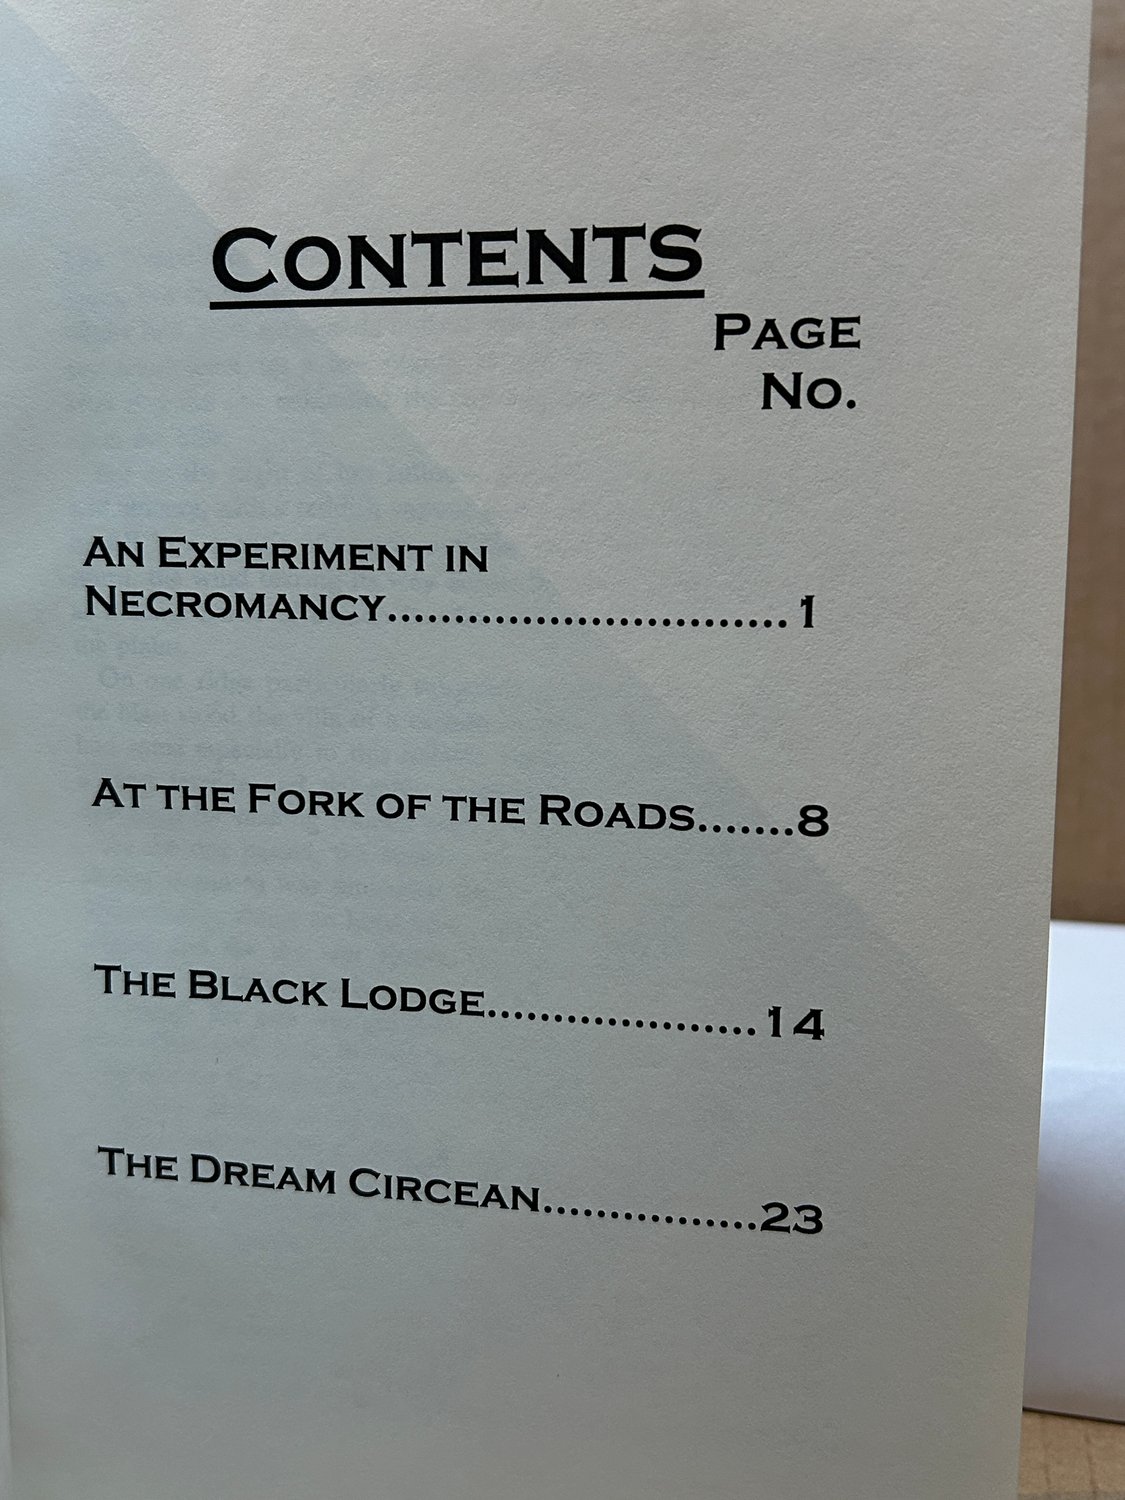 CONTENTS
PAGE
NO.
AN EXPERIMENT IN
NECROMANCY.............................. 1
AT THE FORK OF THE ROADS.......8
THE BLACK LODGE.................... 14
THE DREAM CIRCEAN................23